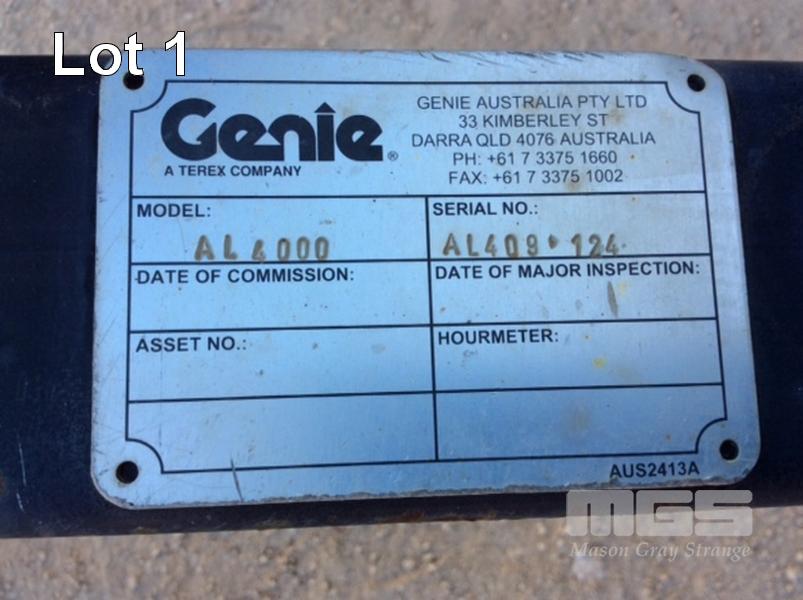 Lot 1
Genie®
A TEREX COMPANY
GENIE AUSTRALIA PTY LTD
33 KIMBERLEY ST
DARRA QLD 4076 AUSTRALIA
PH: +61 7 3375 1660
FAX: +61 7 3375 1002
MODEL:
AL4000
SERIAL NO.:
AL409·124
DATE OF COMMISSION:
DATE OF MAJOR INSPECTION:
ASSET NO.:
HOURMETER:
AUS2413A
MGS
Mason Gray Strange